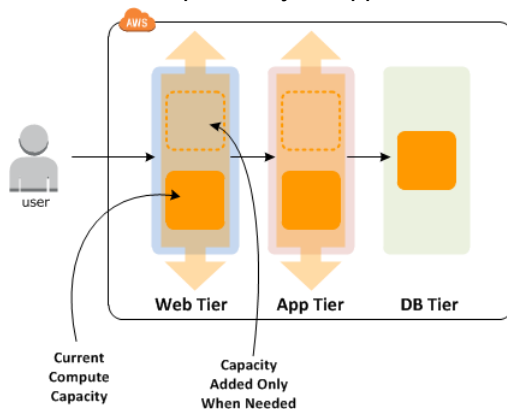 AWS
user
Web Tier
App Tier
DB Tier
Current
Compute
Capacity
Capacity
Added Only
When Needed